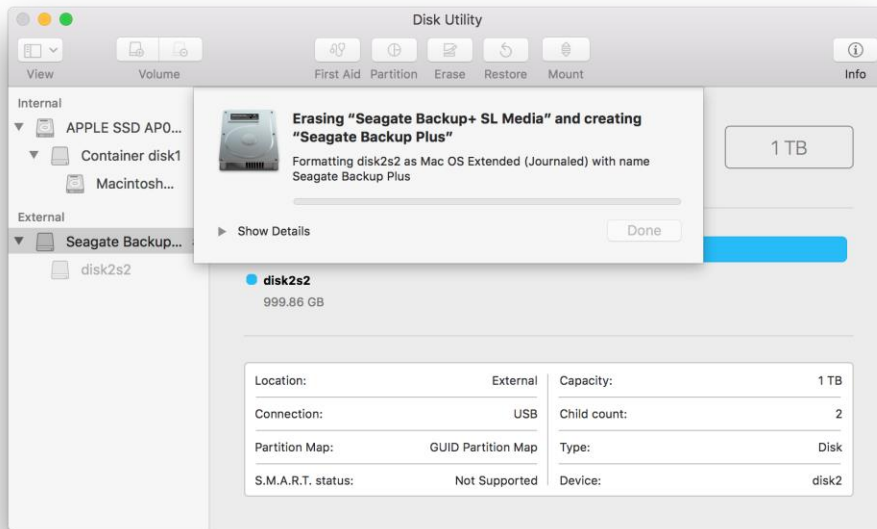 Disk Utility
View
Volume
First Aid
Partition
Erase
Restore
Mount
Info
Internal
APPLE SSD AP0...
Container disk1
Macintosh...
External
Seagate Backup...
disk2s2
Erasing “Seagate Backup+ SL Media” and creating
“Seagate Backup Plus”
Formatting disk2s2 as Mac OS Extended (Journaled) with name
Seagate Backup Plus
Show Details
Done
1 TB
disk2s2
999.86 GB
Location: External
Capacity: 1 TB
Connection: USB
Child count: 2
Partition Map: GUID Partition Map
Type: Disk
S.M.A.R.T. status: Not Supported
Device: disk2